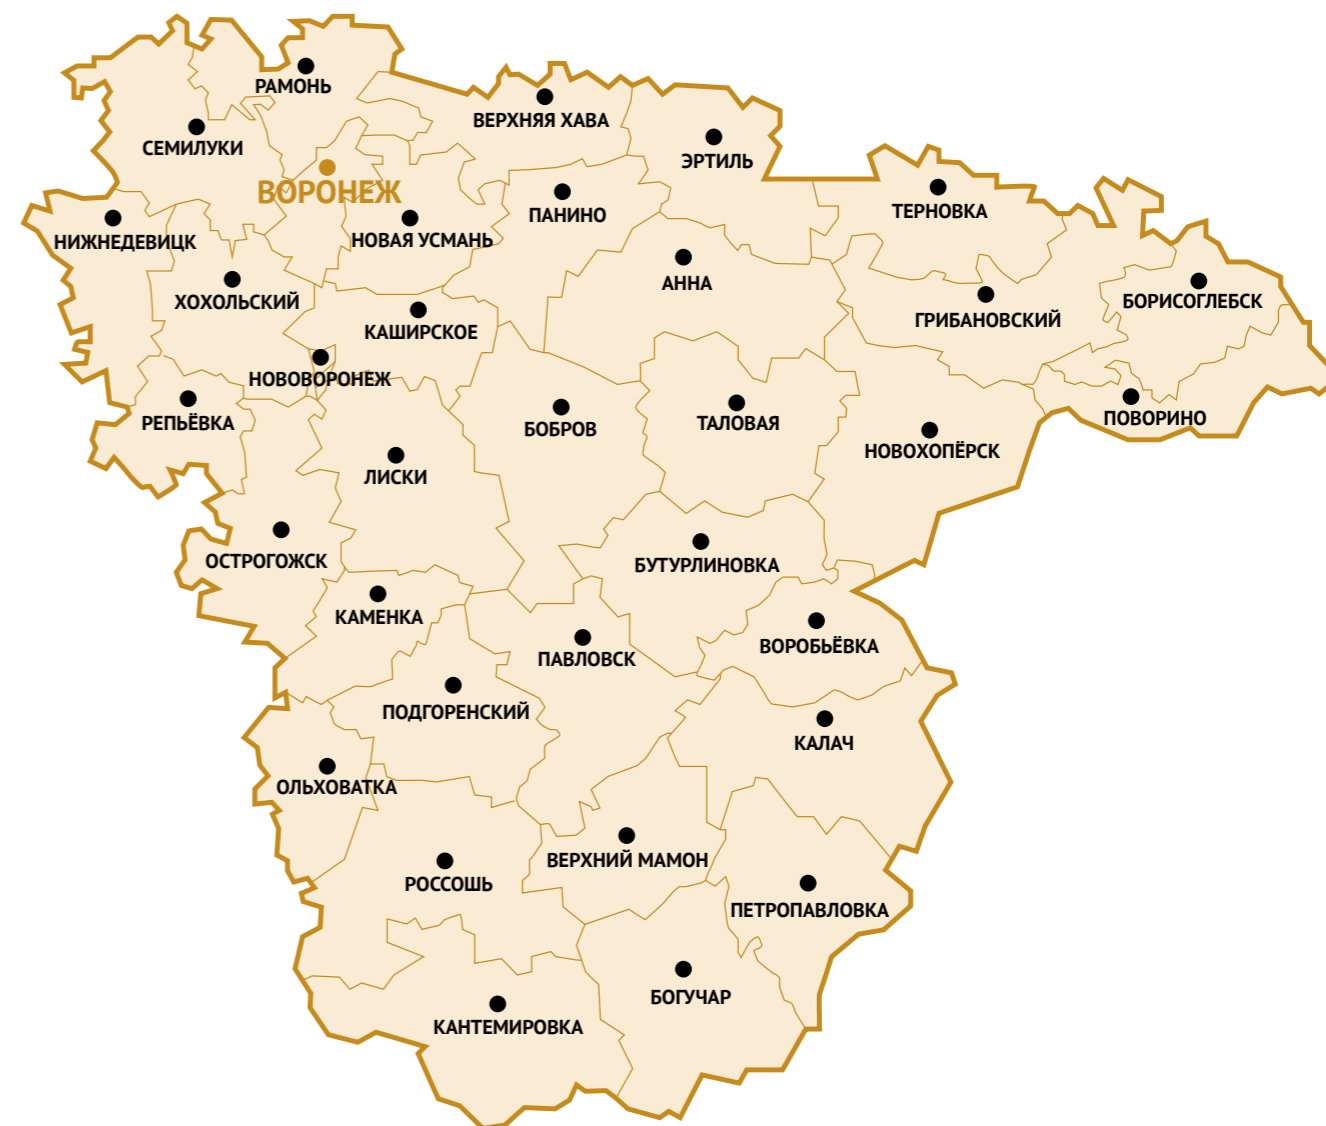 РАМОНЬ
ВЕРХНЯЯ ХАВА
СЕМИЛУКИ
ЭРТИЛЬ
ВОРОНЕЖ
ПАНИНО
ТЕРНОВКА
НИЖНЕДЕВИЦК
НОВАЯ УСМАНЬ
АННА
ХОХОЛЬСКИЙ
БОРИСОГЛЕБСК
ГРИБАНОВСКИЙ
КАШИРСКОЕ
НОВОВОРОНЕЖ
РЕПЬЁВКА
ПОВОРИНО
БОБРОВ
ТАЛОВАЯ
НОВОХОПЁРСК
ЛИСКИ
ОСТРОГОЖСК
БУТУРЛИНОВКА
КАМЕНКА
ВОРОБЬЁВКА
ПАВЛОВСК
ПОДГОРЕНСКИЙ
КАЛАЧ
ОЛЬХОВАТКА
ВЕРХНИЙ МАМОН
РОССОШЬ
ПЕТРОПАВЛОВКА
БОГУЧАР
КАНТЕМИРОВКА